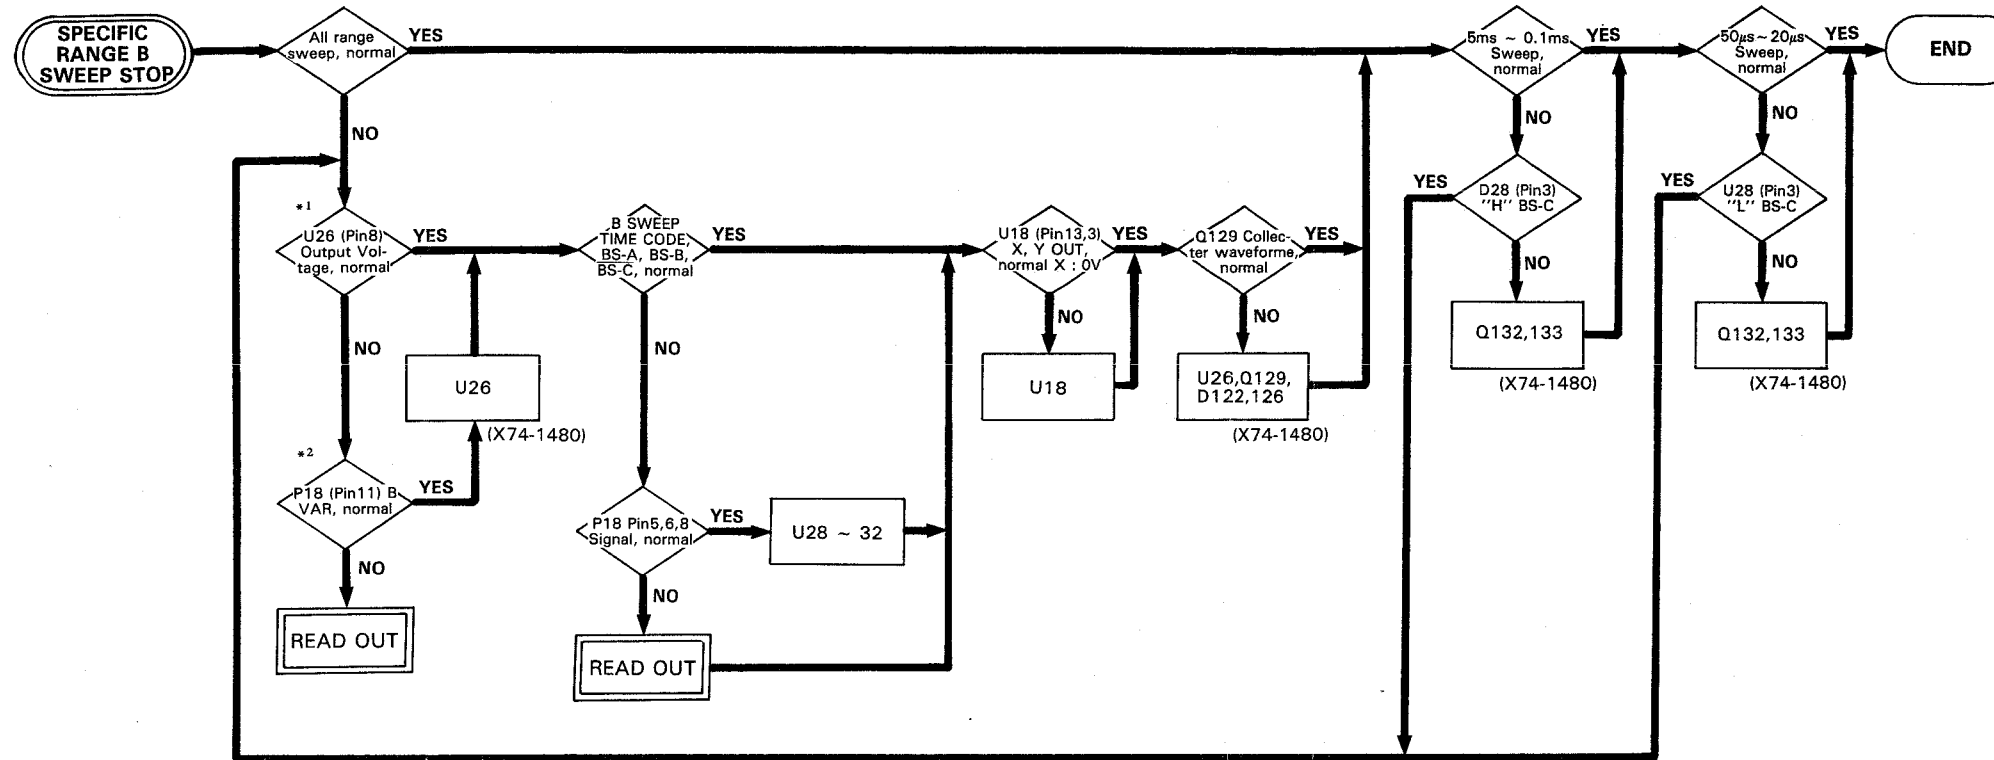 SPECIFIC
RANGE B
SWEEP STOP
All range
sweep, normal
YES
NO
5ms ~ 0.1ms
Sweep,
normal
YES
NO
50µs~20µs
Sweep,
normal
YES
NO
END
*1
U26 (Pin8)
Output Vol-
tage, normal
YES
NO
B SWEEP
TIME CODE,
BS-A, BS-B,
BS-C, normal
YES
NO
U18 (Pin13,3)
X, Y OUT,
normal X : 0V
YES
NO
Q129 Collec-
ter waveforme,
normal
YES
NO
D28 (Pin3)
"H" BS-C
YES
NO
U28 (Pin3)
"L" BS-C
YES
NO
U26
(X74-1480)
U18
U26,Q129,
D122,126
(X74-1480)
Q132,133
(X74-1480)
Q132,133
(X74-1480)
*2
P18 (Pin11) B
VAR, normal
YES
NO
READ OUT
P18 Pin5,6,8
Signal, normal
YES
NO
U28 ~ 32
READ OUT